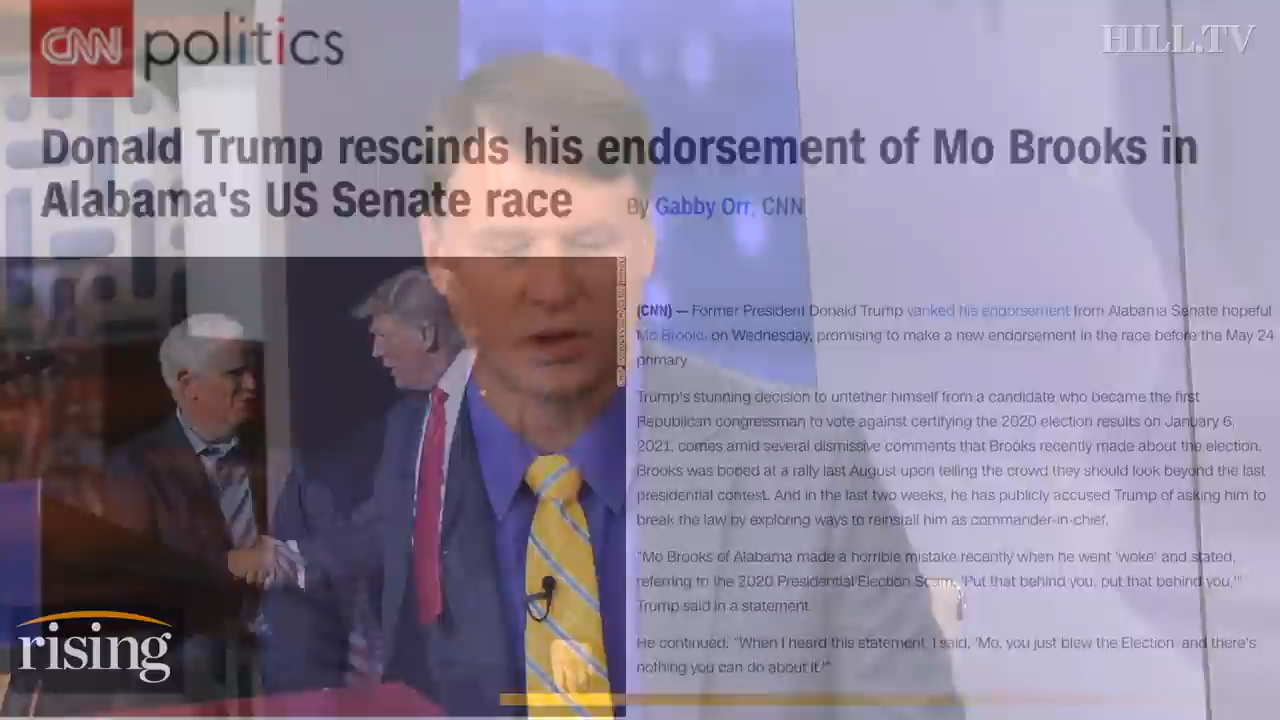 CNN politics
HILL.TV
Donald Trump rescinds his endorsement of Mo Brooks in
Alabama's US Senate race
By Gabby Orr, CNN
(CNN) — Former President Donald Trump yanked his endorsement from Alabama Senate hopeful
Mo Brooks, on Wednesday, promising to make a new endorsement in the race before the May 24
primary
Trump's stunning decision to untether himself from a candidate who became the first
Republican congressman to vote against certifying the 2020 election results on January 6,
2021, comes amid several dismissive comments that Brooks recently made about the election.
Brooks was booed at a rally last August upon telling the crowd they should look beyond the last
presidential contest. And in the last two weeks, he has publicly accused Trump of asking him to
break the law by exploring ways to reinstall him as commander-in-chief.
"Mo Brooks of Alabama made a horrible mistake recently when he went 'woke' and stated,
referring to the 2020 Presidential Election Scam, 'Put that behind you, put that behind you,'"
Trump said in a statement.
He continued. "When I heard this statement, I said, 'Mo, you just blew the Election, and there's
nothing you can do about it.'"
rising